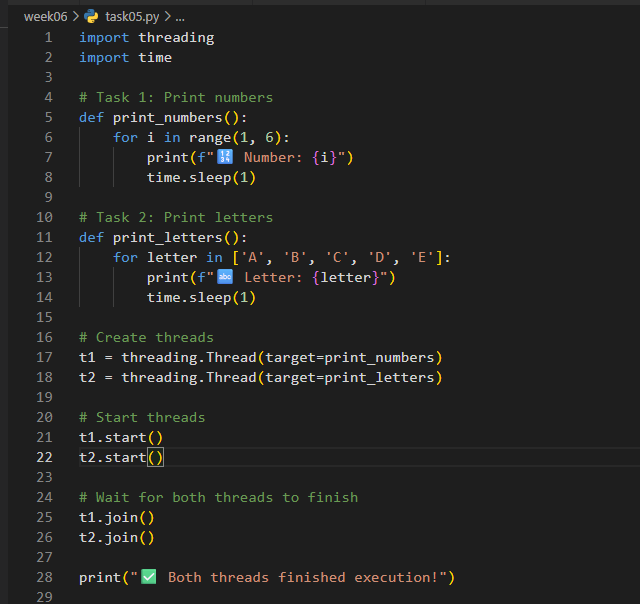 week06 > task05.py > ...
1 import threading
2 import time
3
4 # Task 1: Print numbers
5 def print_numbers():
6     for i in range(1, 6):
7         print(f"🔢 Number: {i}")
8         time.sleep(1)
9
10 # Task 2: Print letters
11 def print_letters():
12     for letter in ['A', 'B', 'C', 'D', 'E']:
13         print(f"🔤 Letter: {letter}")
14         time.sleep(1)
15
16 # Create threads
17 t1 = threading.Thread(target=print_numbers)
18 t2 = threading.Thread(target=print_letters)
19
20 # Start threads
21 t1.start()
22 t2.start()
23
24 # Wait for both threads to finish
25 t1.join()
26 t2.join()
27
28 print("✅ Both threads finished execution!")
29